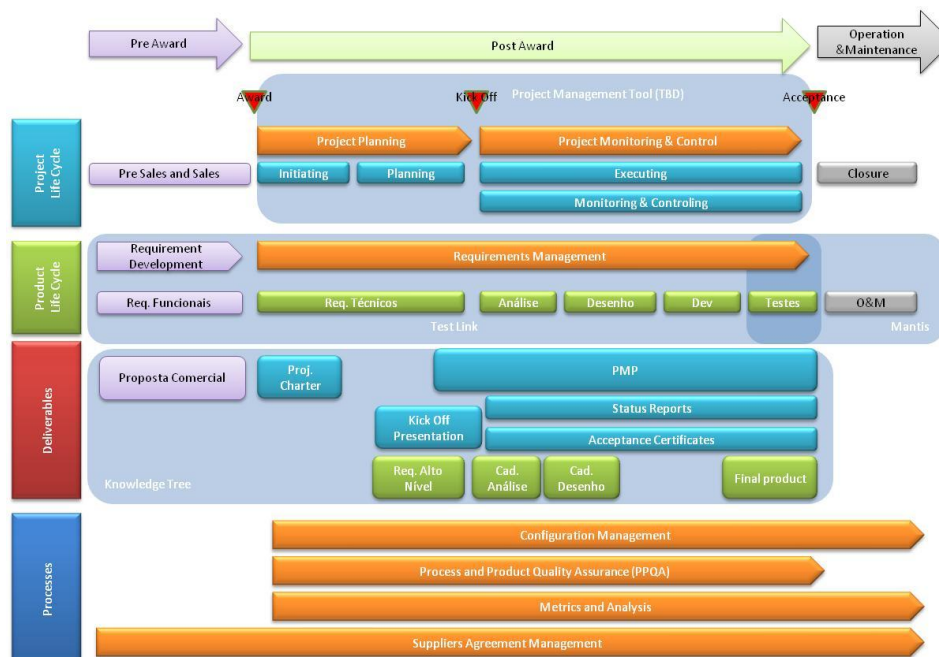 Pre Award
Post Award
Operation
&Maintenance
Award
Kick Off
Project Management Tool (TBD)
Acceptance
Project
Life Cycle
Project Planning
Project Monitoring & Control
Pre Sales and Sales
Initiating
Planning
Executing
Closure
Monitoring & Controling
Product
Life Cycle
Requirement
Development
Requirements Management
Req. Funcionais
Req. Técnicos
Análise
Desenho
Dev
Testes
O&M
Test Link
Mantis
Deliverables
Proposta Comercial
Proj.
Charter
PMP
Status Reports
Kick Off
Presentation
Acceptance Certificates
Req. Alto
Nível
Cad.
Análise
Cad.
Desenho
Final product
Knowledge Tree
Processes
Configuration Management
Process and Product Quality Assurance (PPQA)
Metrics and Analysis
Suppliers Agreement Management